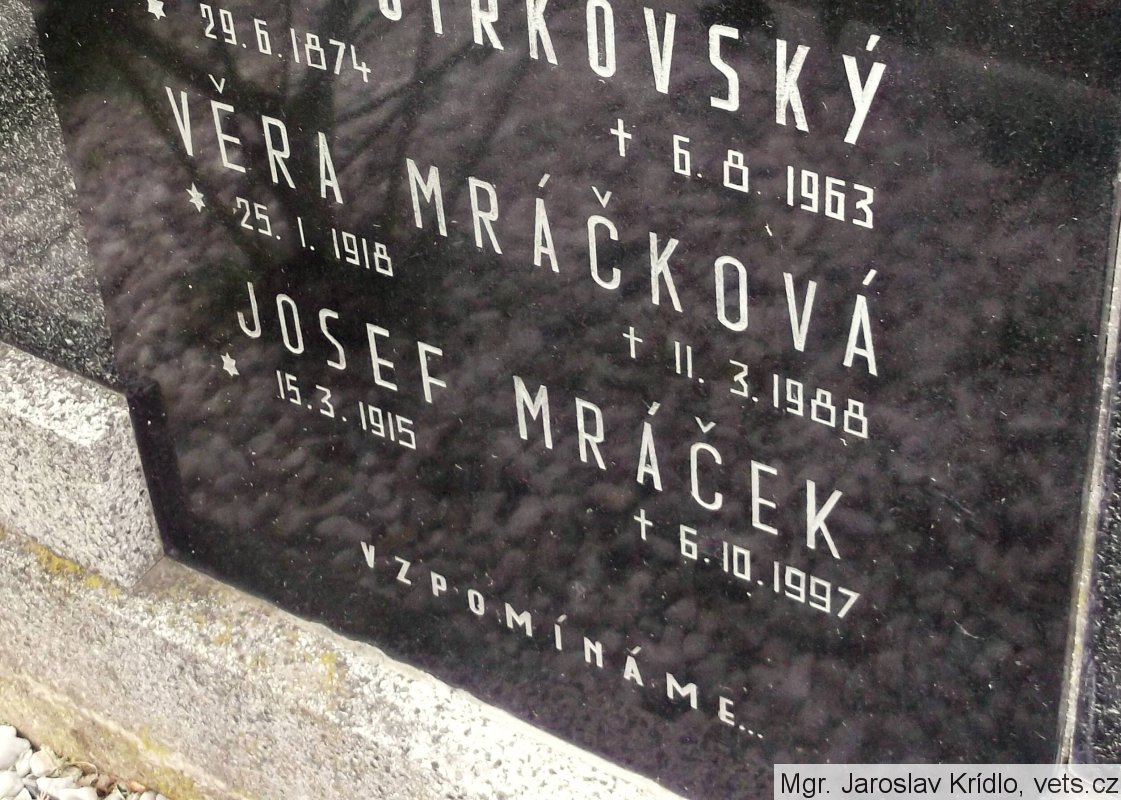 29.6.1874
† 6.8.1963
VĚRA MRÁČKOVÁ
* 25.1.1918
† 11.3.1988
JOSEF MRÁČEK
* 15.3.1915
† 6.10.1997
VZPOMÍNÁME...
Mgr. Jaroslav Krídlo, vets.cz